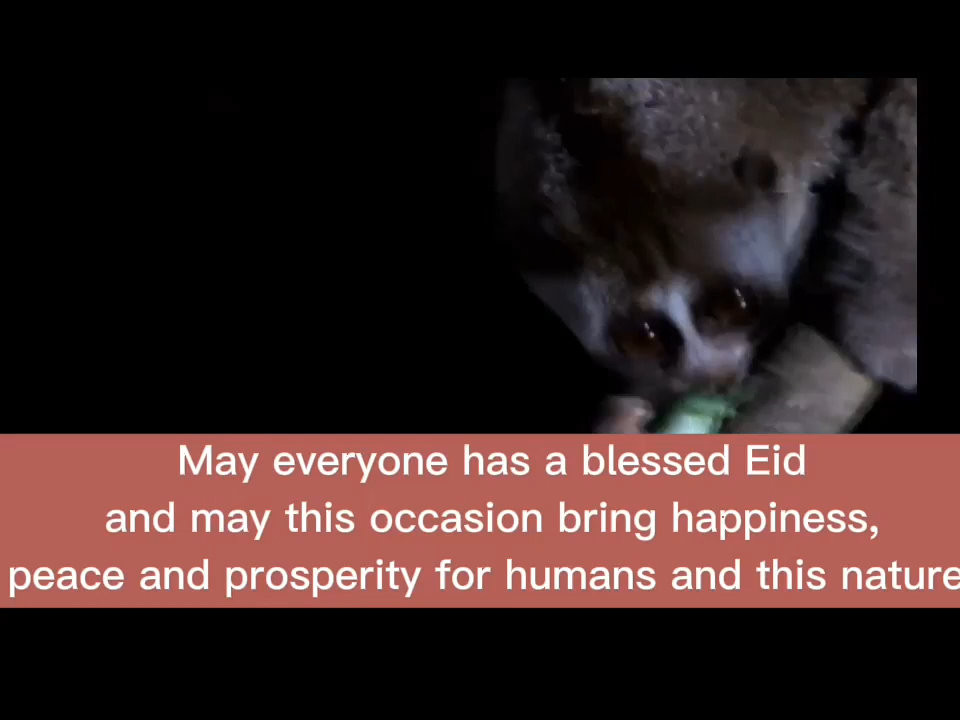 May everyone has a blessed Eid
and may this occasion bring happiness,
peace and prosperity for humans and this nature